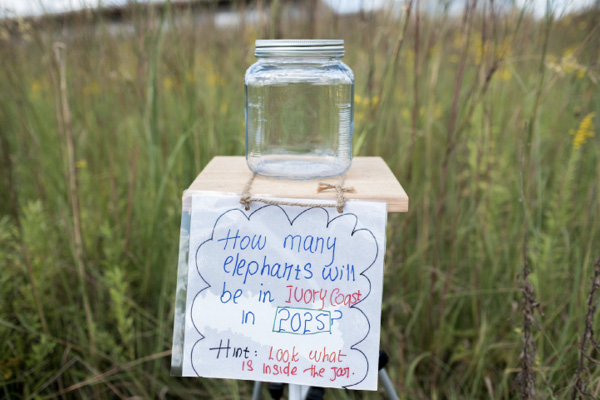 How many
elephants will
be in Ivory Coast
in 2025?
Hint: Look what
is inside the jar.